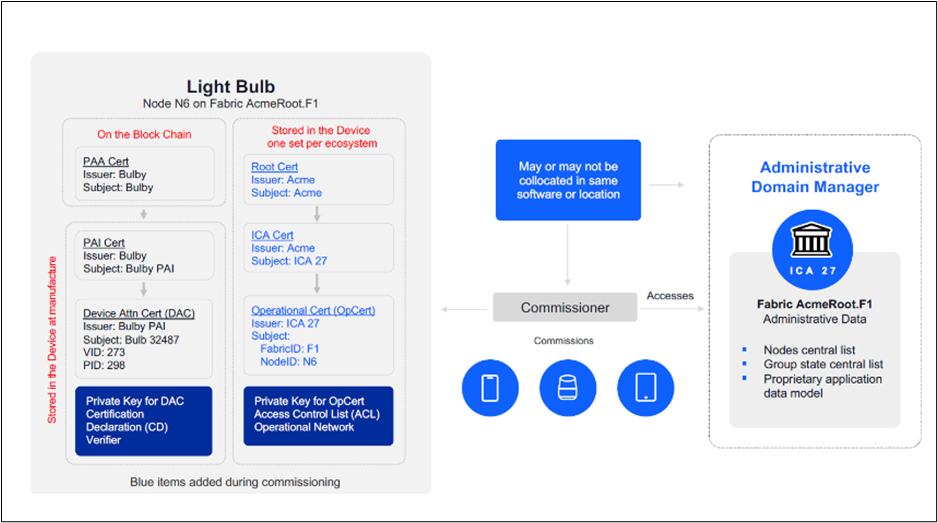 Light Bulb
Node N6 on Fabric AcmeRoot.F1
On the Block Chain
PAA Cert
Issuer: Bulby
Subject: Bulby
PAI Cert
Issuer: Bulby
Subject: Bulby PAI
Device Attn Cert (DAC)
Issuer: Bulby PAI
Subject: Bulb 32487
VID: 273
PID: 298
Private Key for DAC
Certification
Declaration (CD)
Verifier
Stored in the Device at manufacture
Stored in the Device
one set per ecosystem
Root Cert
Issuer: Acme
Subject: Acme
ICA Cert
Issuer: Acme
Subject: ICA 27
Operational Cert (OpCert)
Issuer: ICA 27
Subject:
FabricID: F1
NodeID: N6
Private Key for OpCert
Access Control List (ACL)
Operational Network
Blue items added during commissioning
May or may not be
collocated in same
software or location
Commissioner
Accesses
Commissions
Administrative
Domain Manager
ICA 27
Fabric AcmeRoot.F1
Administrative Data
▪ Nodes central list
▪ Group state central list
▪ Proprietary application
data model